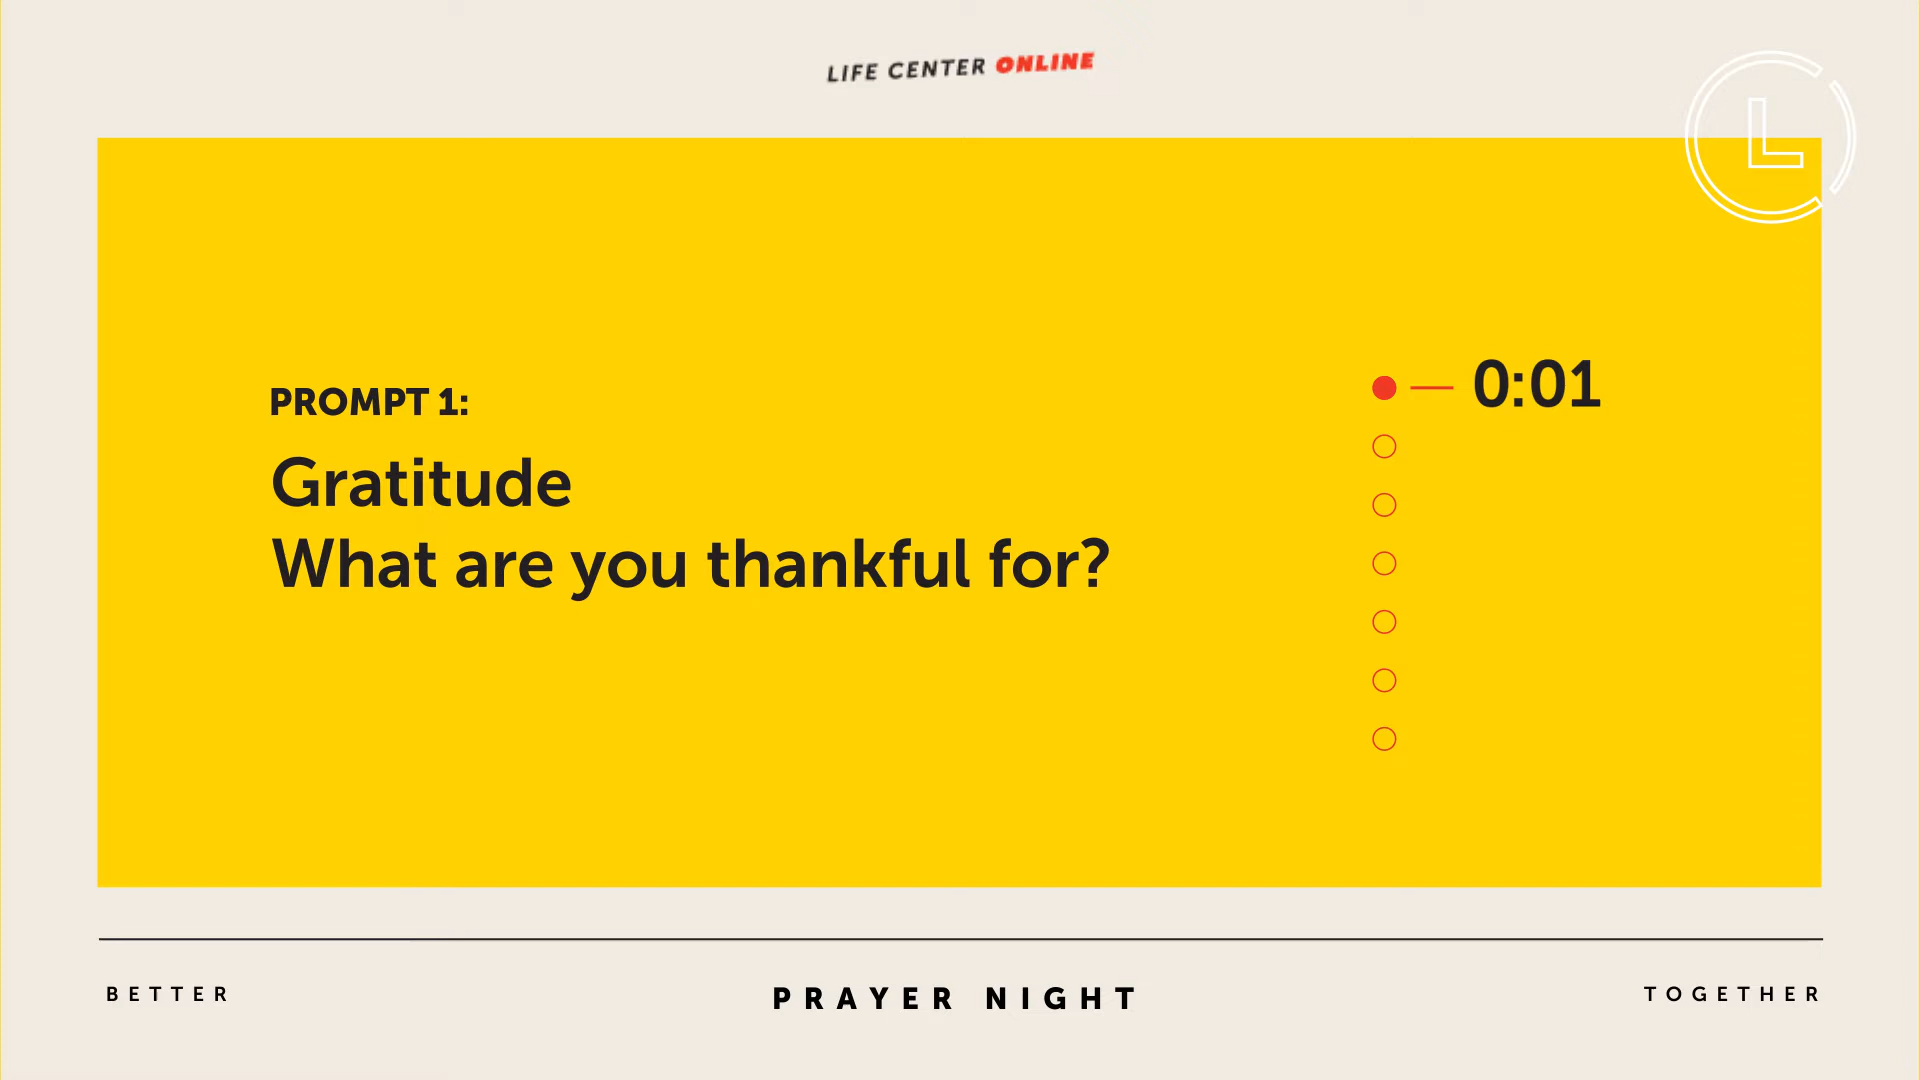 LIFE CENTER ONLINE
L
PROMPT 1:
Gratitude
What are you thankful for?
0:01
BETTER
PRAYER NIGHT
TOGETHER